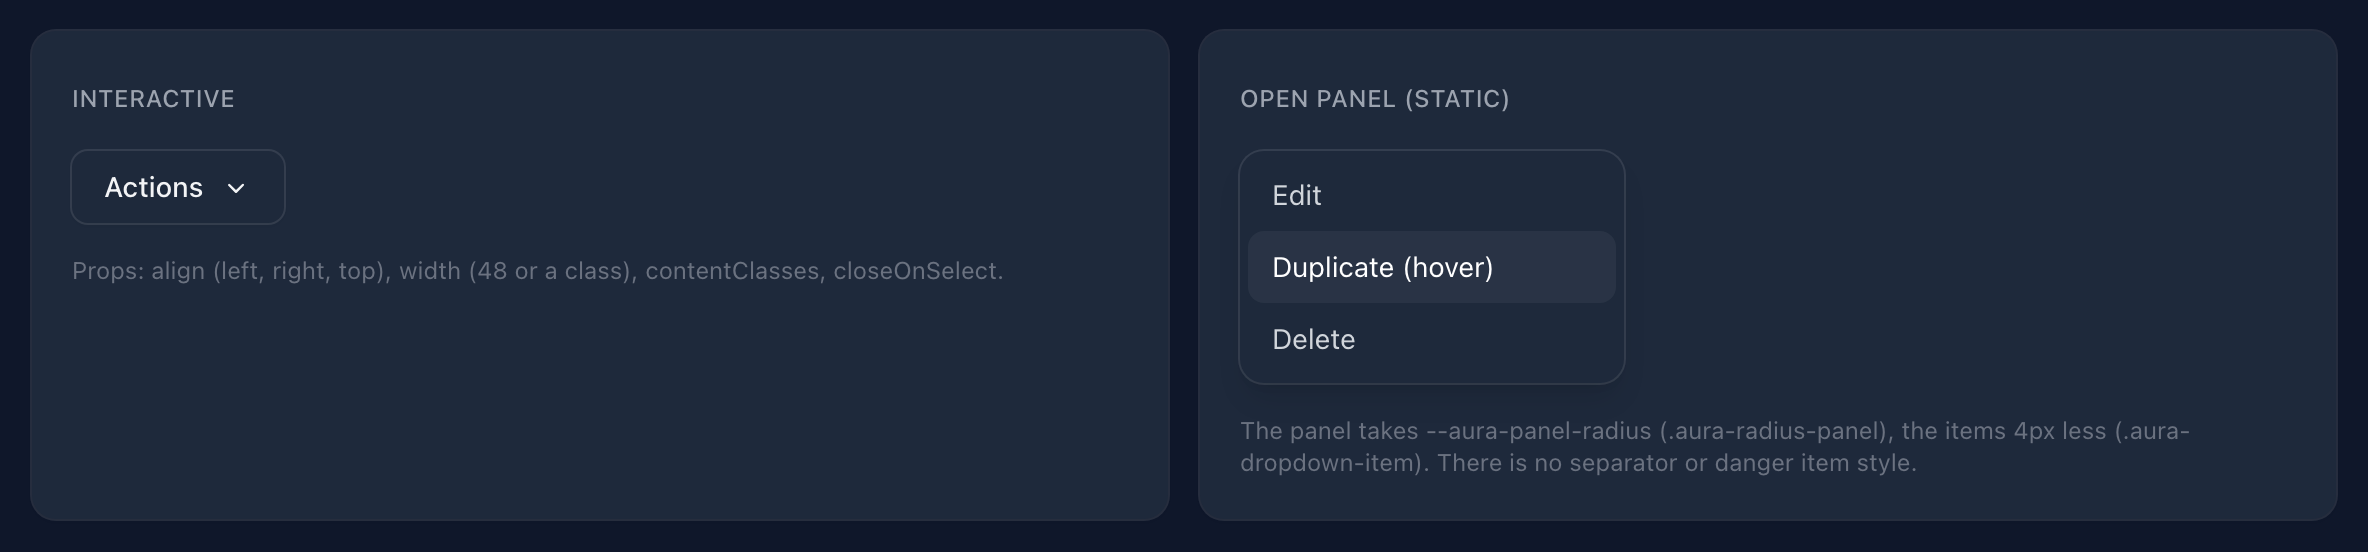 INTERACTIVE
Actions
Props: align (left, right, top), width (48 or a class), contentClasses, closeOnSelect.
OPEN PANEL (STATIC)
Edit
Duplicate (hover)
Delete
The panel takes --aura-panel-radius (.aura-radius-panel), the items 4px less (.aura-
dropdown-item). There is no separator or danger item style.